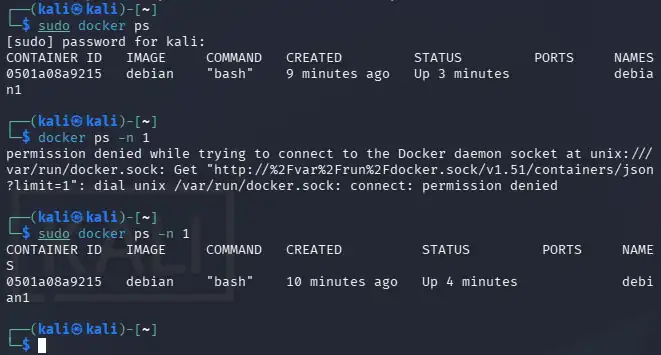 ┌──(kali㉿kali)-[~]
└─$ sudo docker ps
[sudo] password for kali:
CONTAINER ID   IMAGE     COMMAND   CREATED         STATUS         PORTS     NAMES
0501a08a9215   debian    "bash"    9 minutes ago   Up 3 minutes             debia
n1
┌──(kali㉿kali)-[~]
└─$ docker ps -n 1
permission denied while trying to connect to the Docker daemon socket at unix:///
var/run/docker.sock: Get "http://%2Fvar%2Frun%2Fdocker.sock/v1.51/containers/json
?limit=1": dial unix /var/run/docker.sock: connect: permission denied
┌──(kali㉿kali)-[~]
└─$ sudo docker ps -n 1
CONTAINER ID   IMAGE     COMMAND   CREATED          STATUS         PORTS     NAME
S
0501a08a9215   debian    "bash"    10 minutes ago   Up 4 minutes             debi
an1
┌──(kali㉿kali)-[~]
└─$
KALI